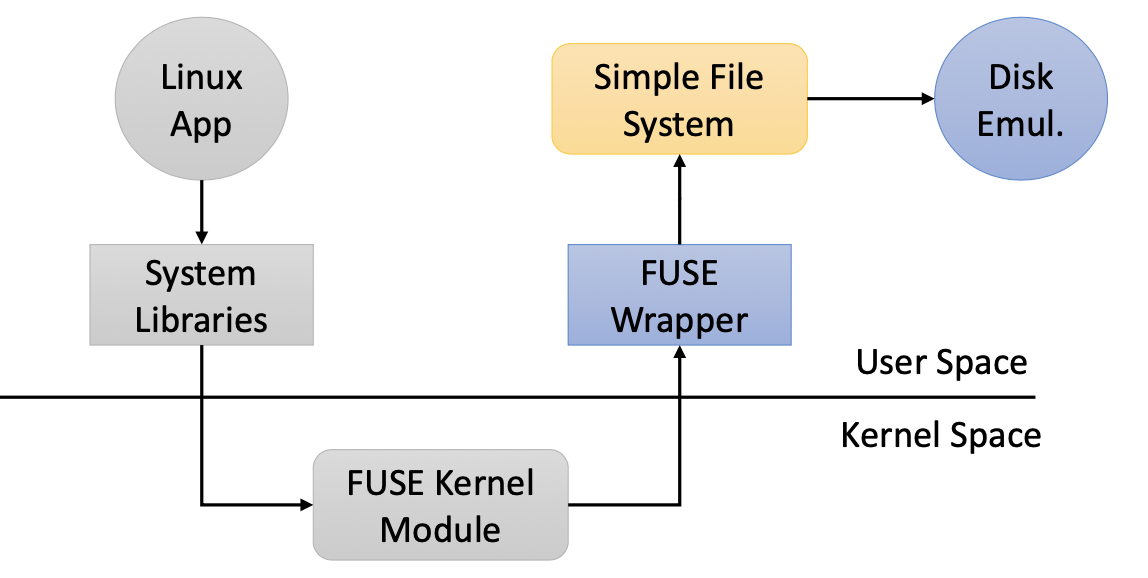 Linux
App
System
Libraries
FUSE Kernel
Module
FUSE
Wrapper
Simple File
System
Disk
Emul.
User Space
Kernel Space